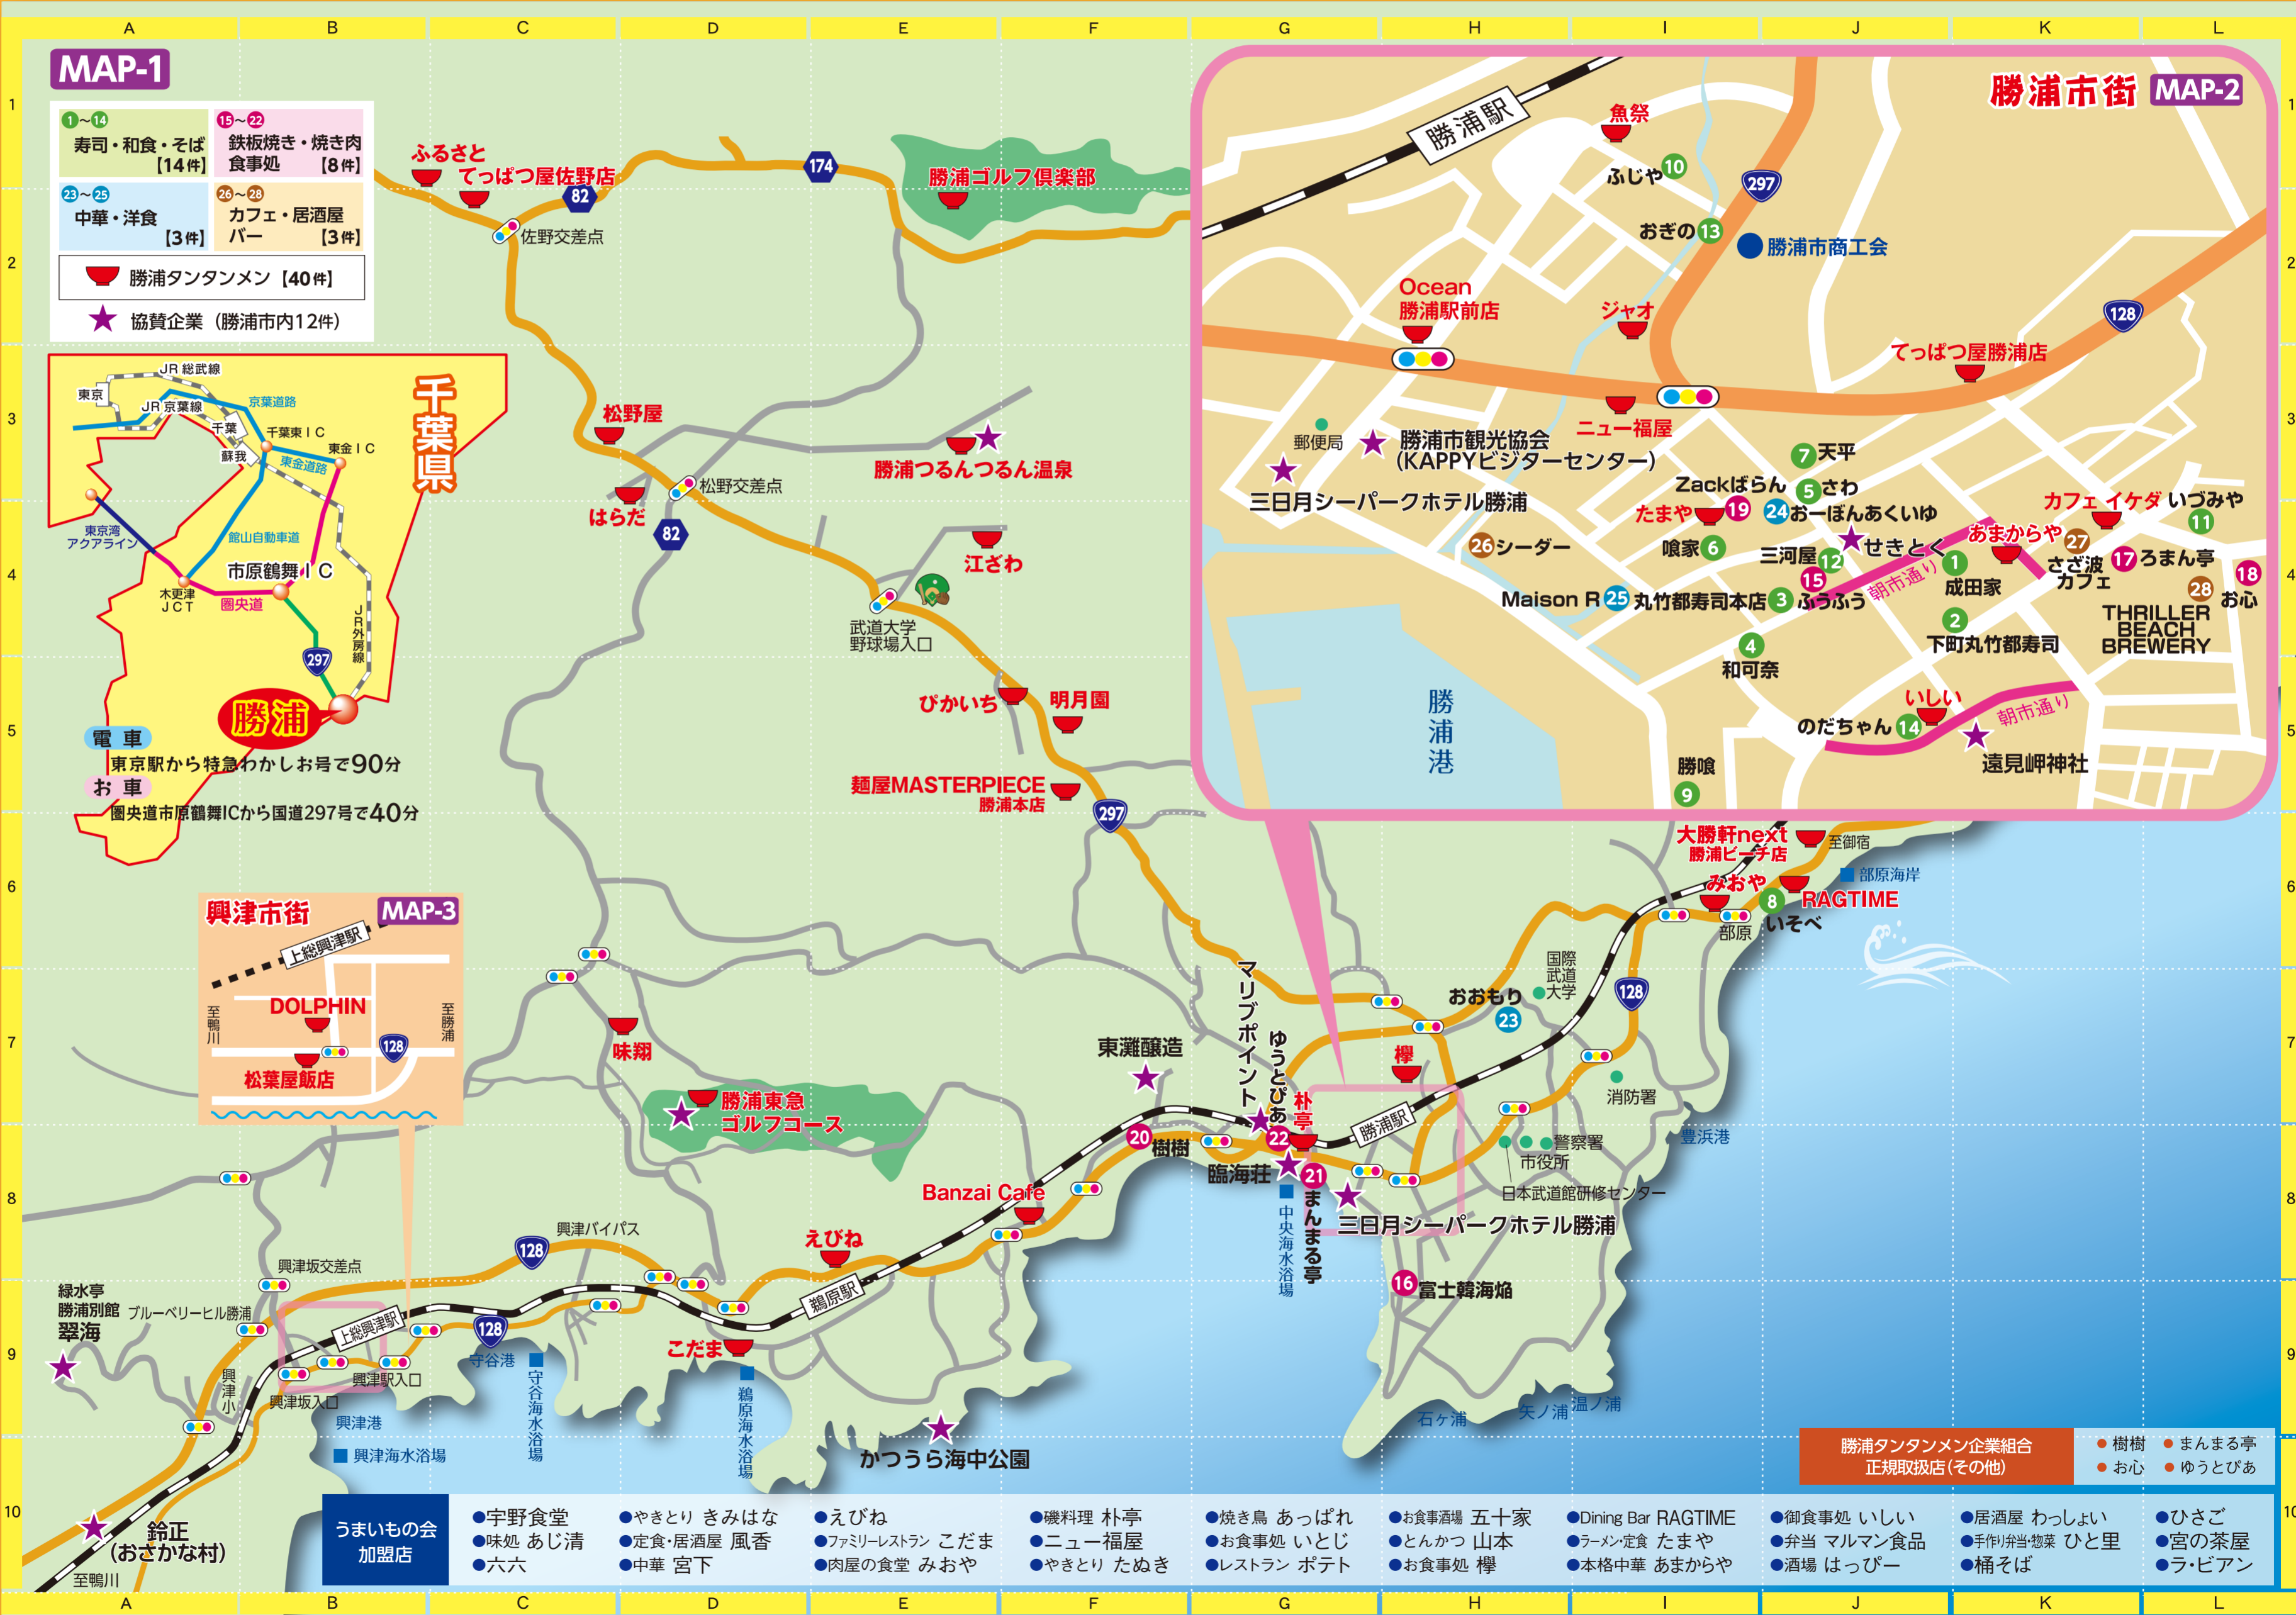 A B C D E F G H I J K L
1 2 3 4 5 6 7 8 9 10
MAP-1
1～14
寿司・和食・そば
【14件】
15～22
鉄板焼き・焼き肉
食事処 【8件】
23～25
中華・洋食
【3件】
26～28
カフェ・居酒屋
バー 【3件】
勝浦タンタンメン【40件】
協賛企業（勝浦市内12件）
千葉県
JR 総武線
東京
JR 京葉線
京葉道路
千葉
千葉東ＩＣ
蘇我
東金道路
東金ＩＣ
東京湾
アクアライン
館山自動車道
市原鶴舞ＩＣ
木更津
ＪＣＴ
圏央道
ＪＲ外房線
297
勝浦
電 車
東京駅から特急わかしお号で90分
お 車
圏央道市原鶴舞ICから国道297号で40分
ふるさと
てっぱつ屋佐野店
82
174
佐野交差点
勝浦ゴルフ倶楽部
松野屋
はらだ
松野交差点
82
勝浦つるんつるん温泉
江ざわ
武道大学
野球場入口
ぴかいち
明月園
麺屋MASTERPIECE
勝浦本店
297
勝浦市街 MAP-2
勝浦駅
魚祭
ふじや 10
297
おぎの 13
勝浦市商工会
Ocean
勝浦駅前店
ジャオ
128
てっぱつ屋勝浦店
ニュー福屋
郵便局
勝浦市観光協会
(KAPPYビジターセンター)
三日月シーパークホテル勝浦
7 天平
Zackばらん 19
5 さわ
たまや
24 おーぼんあくいゆ
カフェ イケダ
いづみや 11
26 シーダー
喰家 6
せきとく
三河屋 12
あまからや
27 さざ波
カフェ
17 ろまん亭
15 ふぅふぅ
朝市通り
1 成田家
18 お心
Maison R 25
丸竹都寿司本店 3
28
THRILLER
BEACH
BREWERY
2 下町丸竹都寿司
4 和可奈
勝浦港
いしい
のだちゃん 14
朝市通り
遠見岬神社
勝喰 9
大勝軒next
勝浦ビーチ店
至御宿
みおや
部原海岸
RAGTIME
8 いそべ
部原
興津市街 MAP-3
上総興津駅
至鴨川
DOLPHIN
至勝浦
128
松葉屋飯店
味翔
勝浦東急
ゴルフコース
東灘醸造
マリブポイント
ゆうとぴあ
22
朴亭
欅
おおもり
23
国際
武道
大学
128
消防署
勝浦駅
20 樹樹
臨海荘
21 まんまる亭
中央海水浴場
三日月シーパークホテル勝浦
警察署
市役所
日本武道館研修センター
豊浜港
16 富士韓海焔
石ヶ浦
矢ノ浦
温ノ浦
Banzai Cafe
えびね
鵜原駅
興津バイパス
128
興津坂交差点
緑水亭
勝浦別館
翠海
ブルーベリーヒル勝浦
上総興津駅
128
守谷港
守谷海水浴場
こだま
鵜原海水浴場
興津小
興津坂入口
興津駅入口
興津港
興津海水浴場
かつうら海中公園
鈴正
(おさかな村)
至鴨川
勝浦タンタンメン企業組合
正規取扱店（その他）
●樹樹 ●まんまる亭
●お心 ●ゆうとぴあ
うまいもの会
加盟店
●宇野食堂 ●やきとり きみはな ●えびね ●磯料理 朴亭 ●焼き鳥 あっぱれ ●お食事酒場 五十家 ●Dining Bar RAGTIME ●御食事処 いしい ●居酒屋 わっしょい ●ひさご
●味処 あじ清 ●定食・居酒屋 風香 ●ファミリーレストラン こだま ●ニュー福屋 ●お食事処 いとじ ●とんかつ 山本 ●ラーメン・定食 たまや ●弁当 マルマン食品 ●手作り弁当・惣菜 ひと里 ●宮の茶屋
●六六 ●中華 宮下 ●肉屋の食堂 みおや ●やきとり たぬき ●レストラン ポテト ●お食事処 欅 ●本格中華 あまからや ●酒場 はっぴー ●桶そば ●ラ・ビアン
A B C D E F G H I J K L